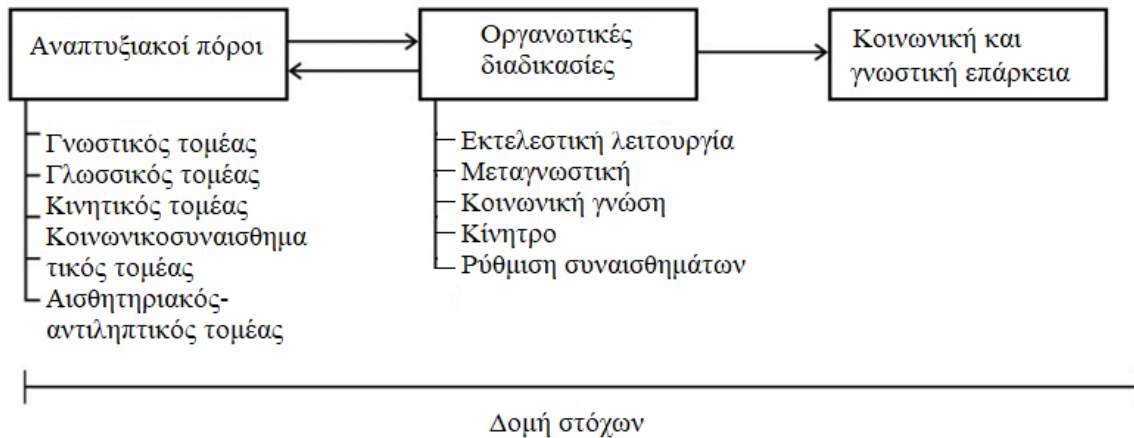 Αναπτυξιακοί πόροι
Οργανωτικές
διαδικασίες
Κοινωνική και
γνωστική επάρκεια
Γνωστικός τομέας
Γλωσσικός τομέας
Κινητικός τομέας
Κοινωνικοσυναισθημα
τικός τομέας
Αισθητηριακός-
αντιληπτικός τομέας
Εκτελεστική λειτουργία
Μεταγνωστική
Κοινωνική γνώση
Κίνητρο
Ρύθμιση συναισθημάτων
Δομή στόχων